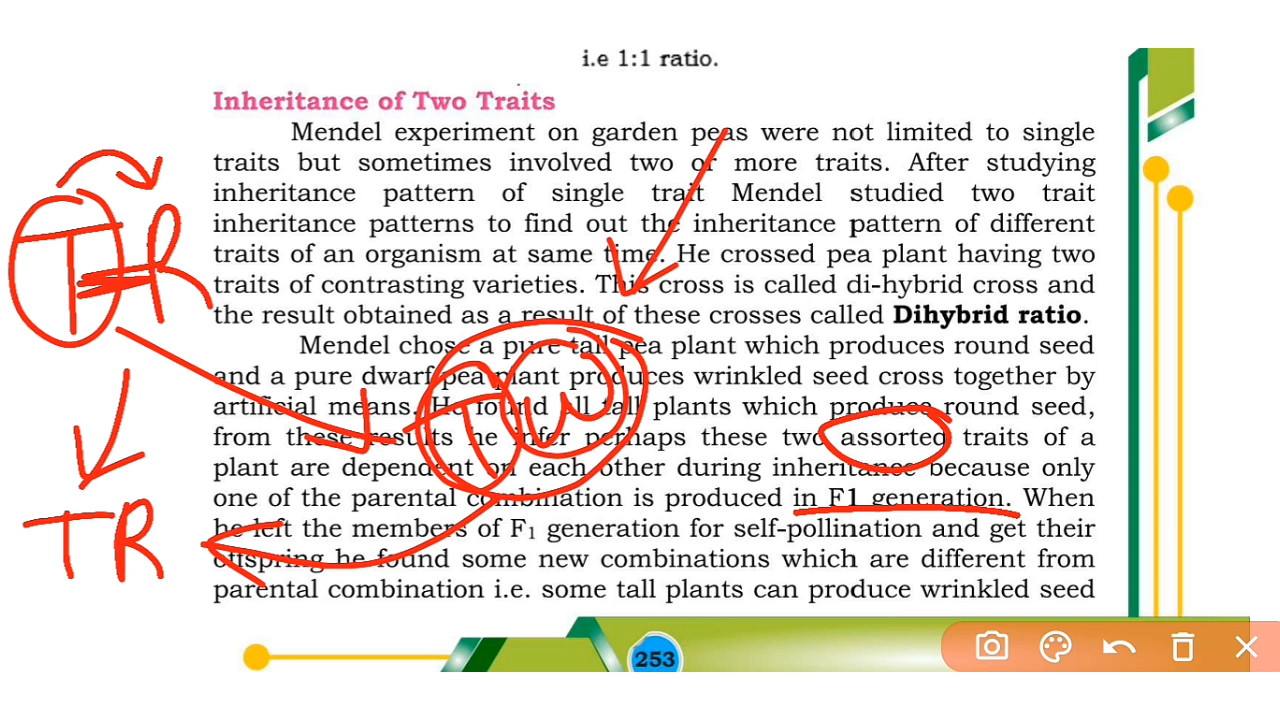 i.e 1:1 ratio.
Inheritance of Two Traits
Mendel experiment on garden peas were not limited to single
traits but sometimes involved two or more traits. After studying
inheritance pattern of single trait Mendel studied two trait
inheritance patterns to find out the inheritance pattern of different
traits of an organism at same time. He crossed pea plant having two
traits of contrasting varieties. This cross is called di-hybrid cross and
the result obtained as a result of these crosses called Dihybrid ratio.
Mendel chose a pure tall pea plant which produces round seed
and a pure dwarf pea plant produces wrinkled seed cross together by
artificial means. He found all tall plants which produce round seed,
from these results he infer perhaps these two assorted traits of a
plant are dependent on each other during inheritance because only
one of the parental combination is produced in F1 generation. When
he left the members of F₁ generation for self-pollination and get their
offspring he found some new combinations which are different from
parental combination i.e. some tall plants can produce wrinkled seed
253
T R
T W
TR